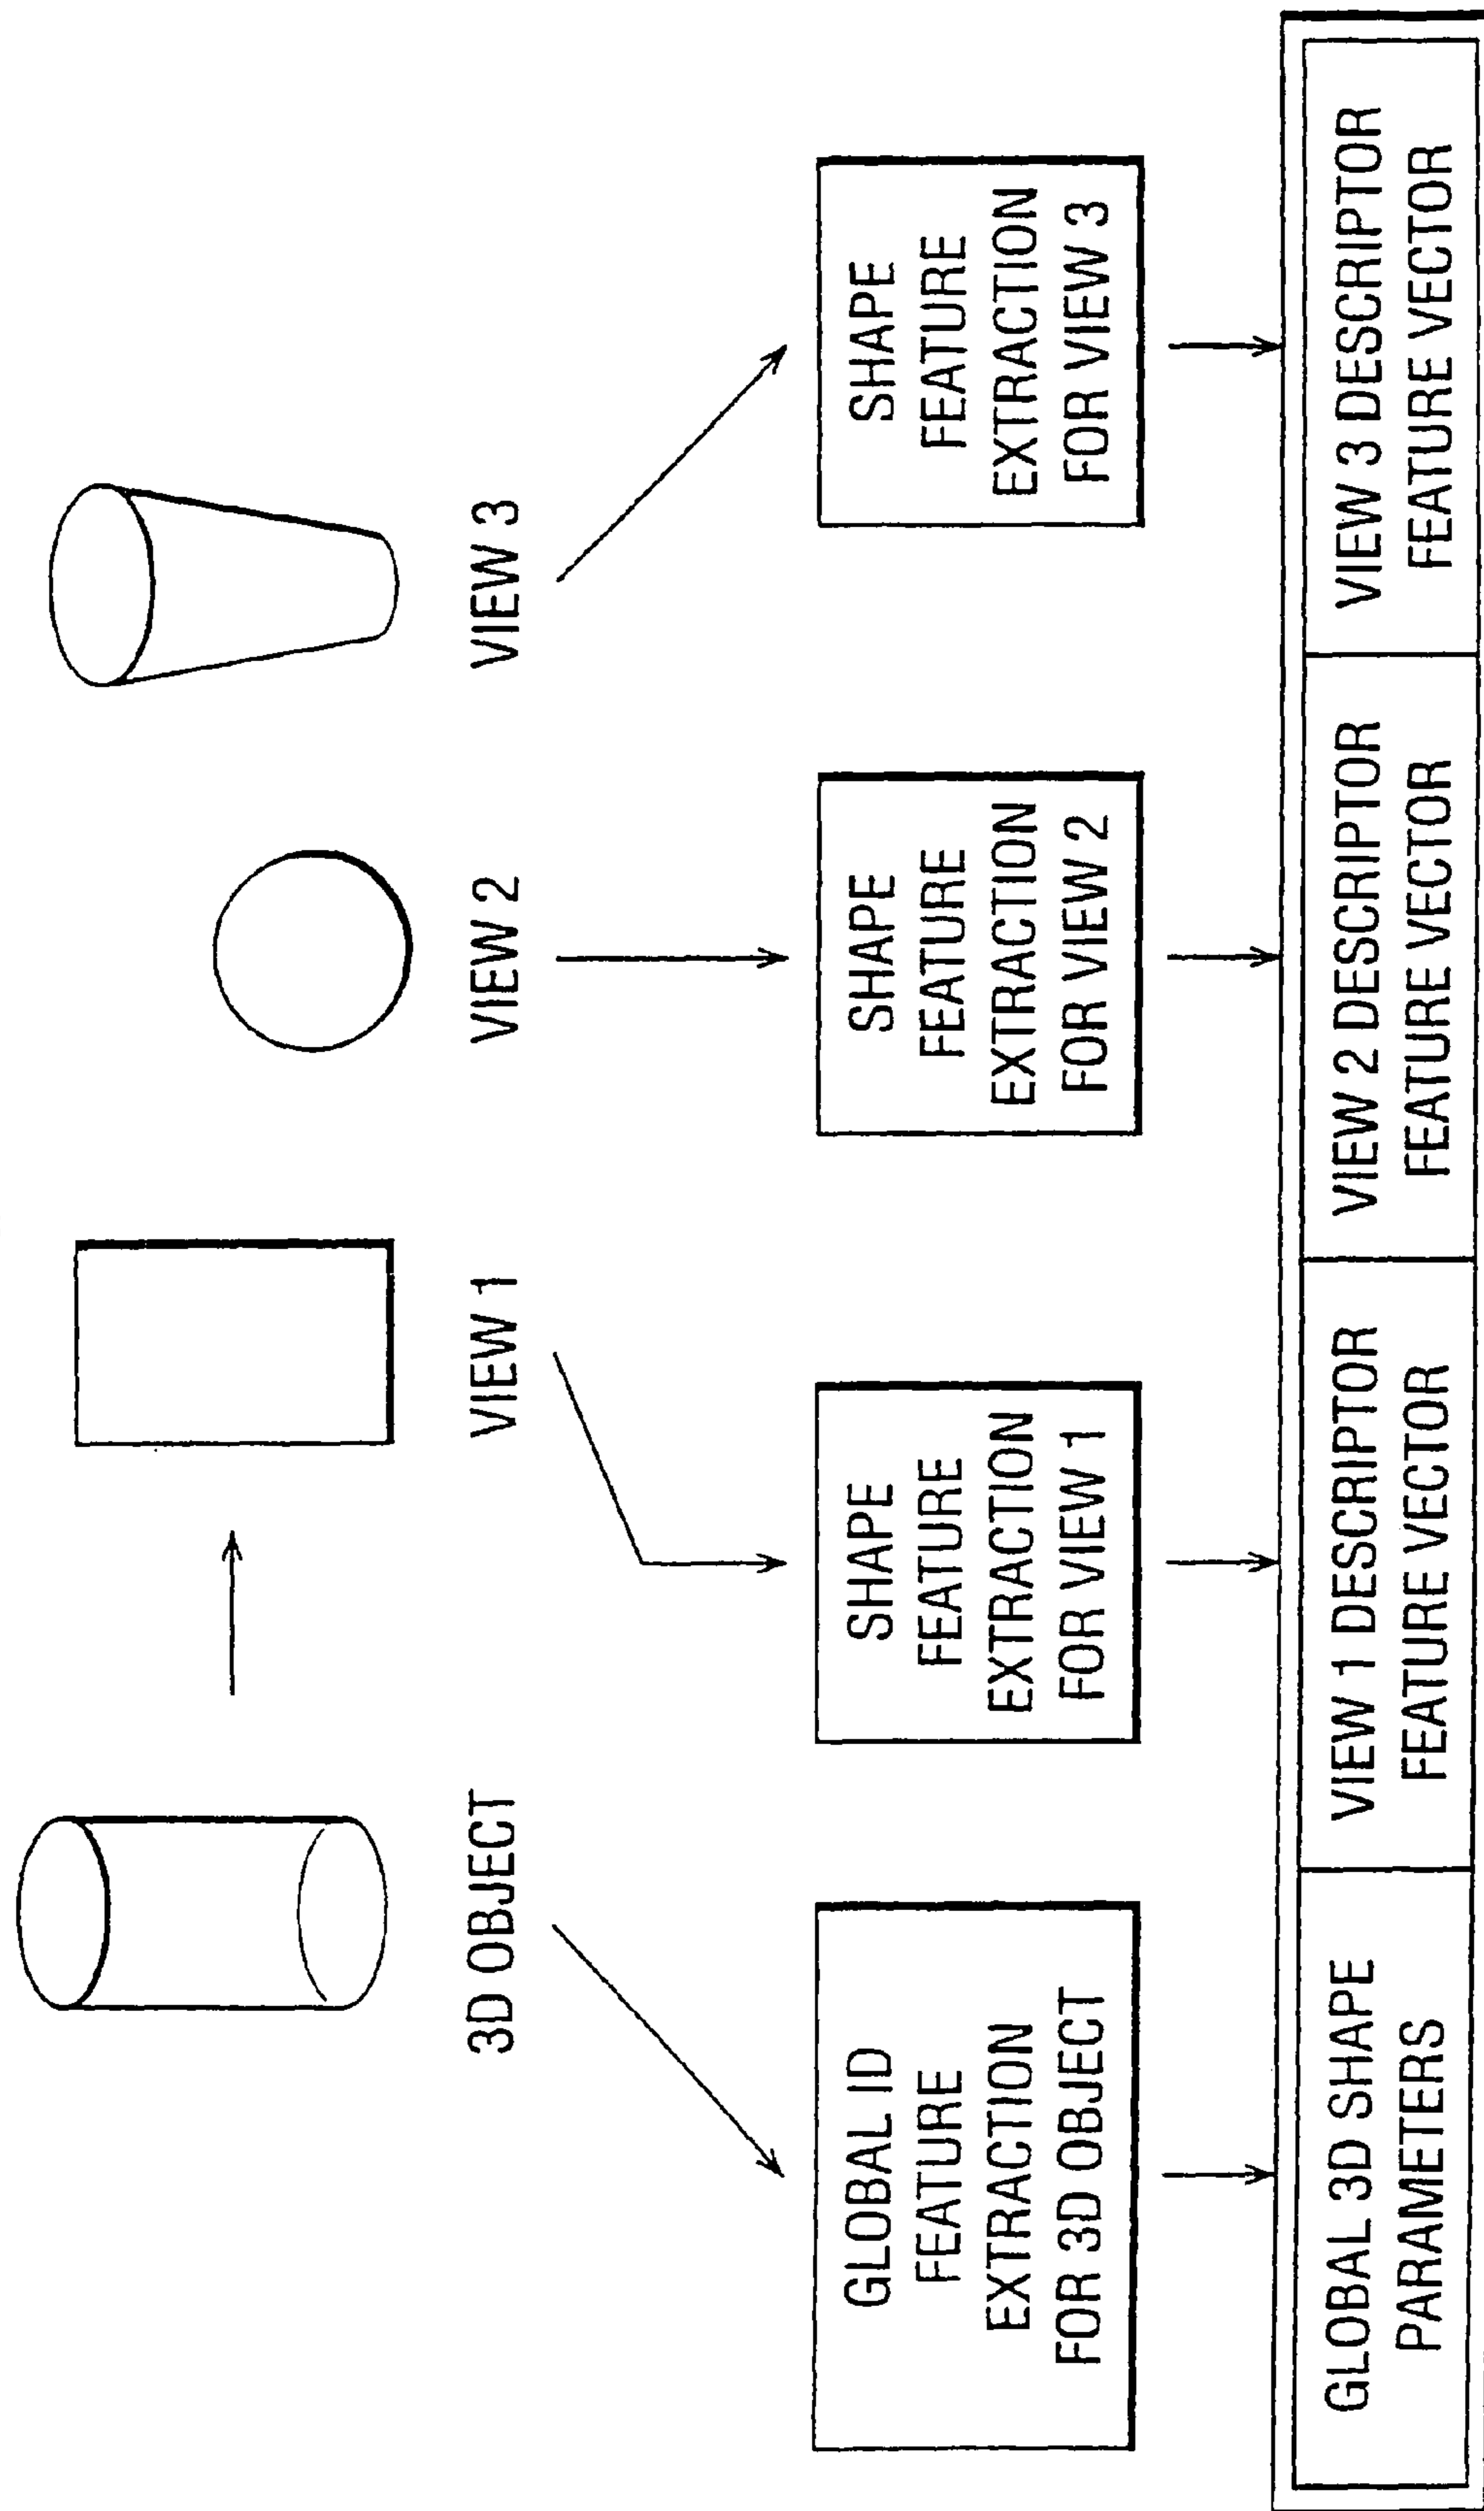 3D OBJECT
VIEW 1
VIEW 2
VIEW 3
GLOBAL ID
FEATURE
EXTRACTION
FOR 3D OBJECT
SHAPE
FEATURE
EXTRACTION
FOR VIEW 1
SHAPE
FEATURE
EXTRACTION
FOR VIEW 2
SHAPE
FEATURE
EXTRACTION
FOR VIEW 3
GLOBAL 3D SHAPE
PARAMETERS
VIEW 1 DESCRIPTOR
FEATURE VECTOR
VIEW 2 DESCRIPTOR
FEATURE VECTOR
VIEW 3 DESCRIPTOR
FEATURE VECTOR